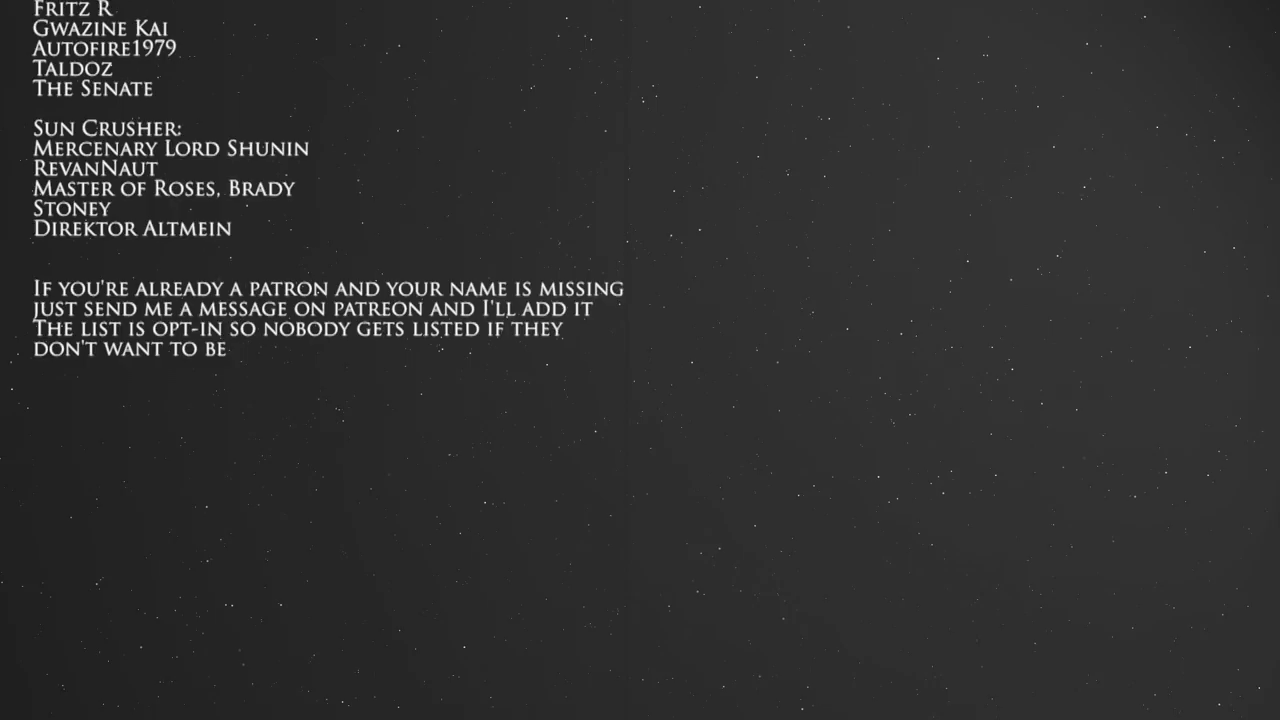 Fritz R
Gwazine Kai
Autofire1979
Taldoz
The Senate
Sun Crusher:
Mercenary Lord Shunin
RevanNaut
Master of Roses, Brady
Stoney
Direktor Altmein
If you're already a patron and your name is missing
just send me a message on patreon and I'll add it
The list is opt-in so nobody gets listed if they
don't want to be